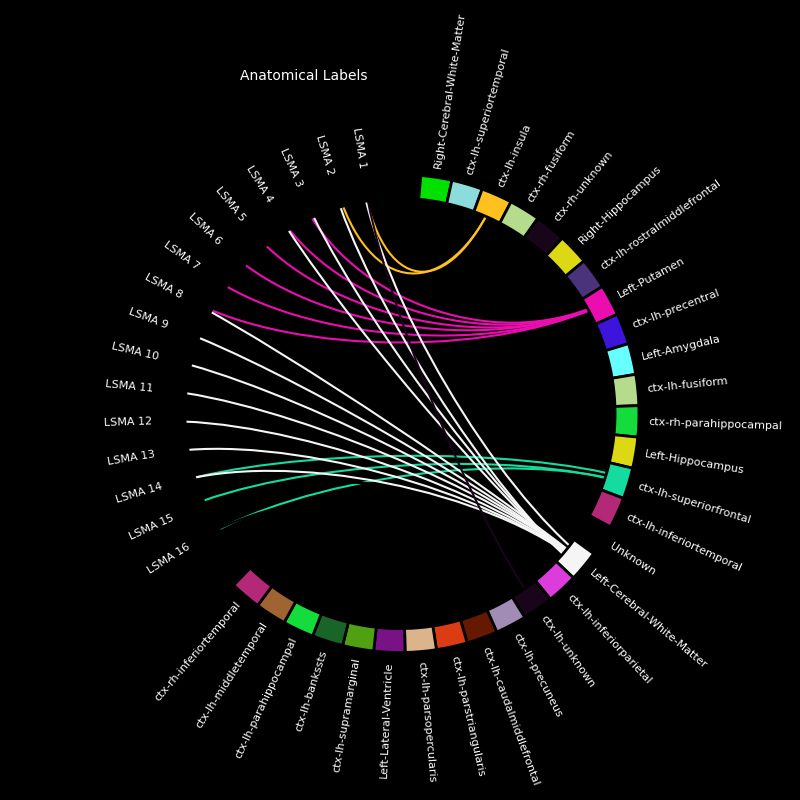 Anatomical Labels
LSMA 1
LSMA 2
LSMA 3
LSMA 4
LSMA 5
LSMA 6
LSMA 7
LSMA 8
LSMA 9
LSMA 10
LSMA 11
LSMA 12
LSMA 13
LSMA 14
LSMA 15
LSMA 16
Right-Cerebral-White-Matter
ctx-lh-superiortemporal
ctx-lh-insula
ctx-rh-fusiform
ctx-rh-unknown
Right-Hippocampus
ctx-lh-rostralmiddlefrontal
Left-Putamen
ctx-lh-precentral
Left-Amygdala
ctx-lh-fusiform
ctx-rh-parahippocampal
Left-Hippocampus
ctx-lh-superiorfrontal
ctx-lh-inferiortemporal
Unknown
Left-Cerebral-White-Matter
ctx-lh-inferiorparietal
ctx-lh-unknown
ctx-lh-precuneus
ctx-lh-caudalmiddlefrontal
ctx-lh-parstriangularis
ctx-lh-parsopercularis
Left-Lateral-Ventricle
ctx-lh-supramarginal
ctx-lh-bankssts
ctx-lh-parahippocampal
ctx-lh-middletemporal
ctx-rh-inferiortemporal